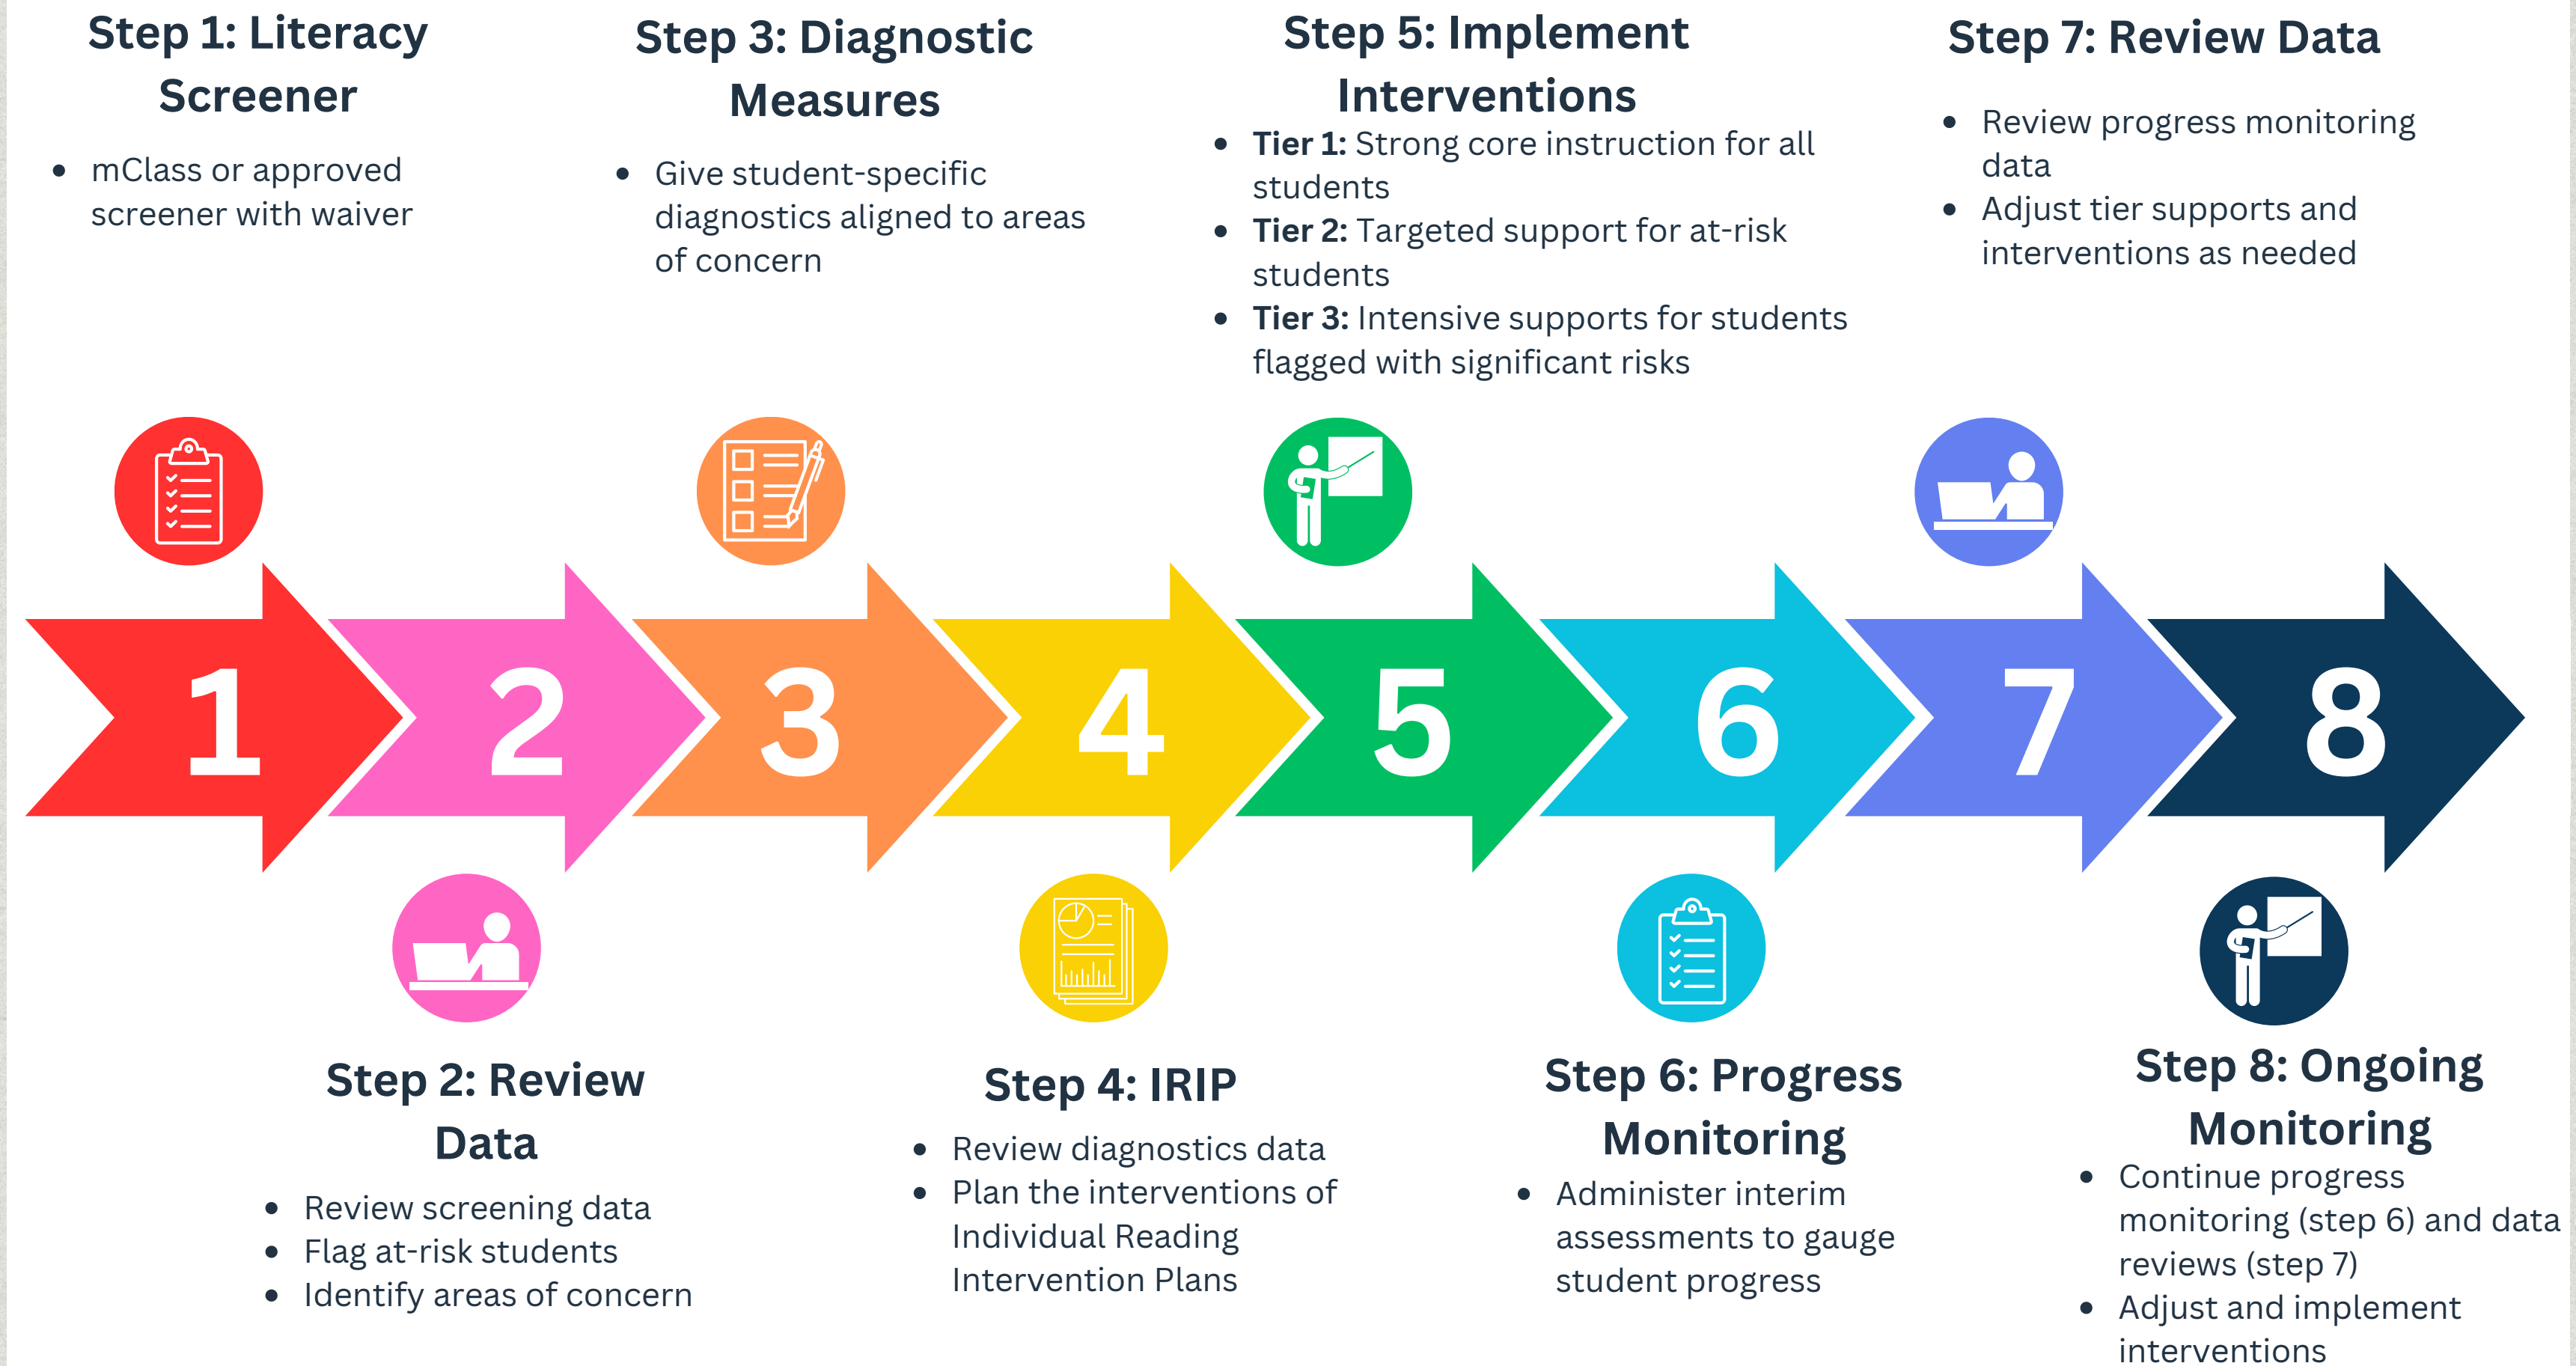 Step 1: Literacy
Screener
• mClass or approved
screener with waiver
Step 3: Diagnostic
Measures
• Give student-specific
diagnostics aligned to areas
of concern
Step 5: Implement
Interventions
• Tier 1: Strong core instruction for all
students
• Tier 2: Targeted support for at-risk
students
• Tier 3: Intensive supports for students
flagged with significant risks
Step 7: Review Data
• Review progress monitoring
data
• Adjust tier supports and
interventions as needed
1
2
3
4
5
6
7
8
Step 2: Review
Data
• Review screening data
• Flag at-risk students
• Identify areas of concern
Step 4: IRIP
• Review diagnostics data
• Plan the interventions of
Individual Reading
Intervention Plans
Step 6: Progress
Monitoring
• Administer interim
assessments to gauge
student progress
Step 8: Ongoing
Monitoring
• Continue progress
monitoring (step 6) and data
reviews (step 7)
• Adjust and implement
interventions